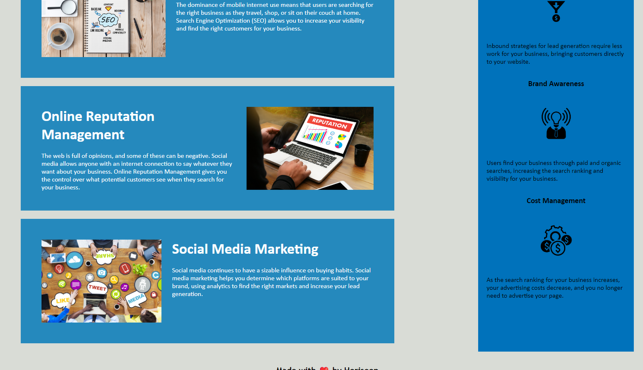 The dominance of mobile internet use means that users are searching for
the right business as they travel, shop, or sit on their couch at home.
Search Engine Optimization (SEO) allows you to increase your visibility
and find the right customers for your business.
SEO
Online Reputation
Management
The web is full of opinions, and some of these can be negative. Social
media allows anyone with an internet connection to say whatever they
want about your business. Online Reputation Management gives you
the control over what potential customers see when they search for
your business.
REPUTATION
Social Media Marketing
Social media continues to have a sizable influence on buying habits. Social
media marketing helps you determine which platforms are suited to your
brand, using analytics to find the right markets and increase your lead
generation.
TWEET
LIKE
MEDIA
Inbound strategies for lead generation require less
work for your business, bringing customers directly
to your website.
Brand Awareness
Users find your business through paid and organic
searches, increasing the search ranking and
visibility for your business.
Cost Management
As the search ranking for your business increases,
your advertising costs decrease, and you no longer
need to advertise your page.
Made with ❤️ by Horiseon